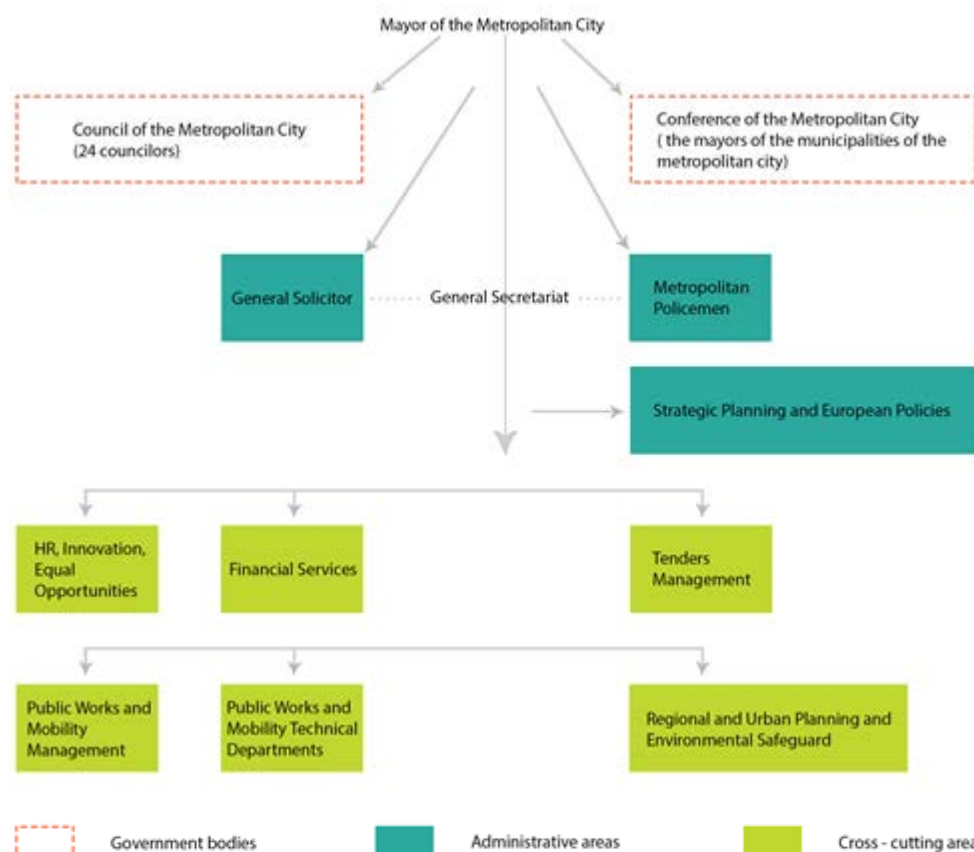 Mayor of the Metropolitan City
Council of the Metropolitan City
(24 councilors)
Conference of the Metropolitan City
( the mayors of the municipalities of the
metropolitan city)
General Solicitor
General Secretariat
Metropolitan
Policemen
Strategic Planning and European Policies
HR, Innovation,
Equal
Opportunities
Financial Services
Tenders
Management
Public Works and
Mobility
Management
Public Works and
Mobility Technical
Departments
Regional and Urban Planning and
Environmental Safeguard
Government bodies
Administrative areas
Cross - cutting area